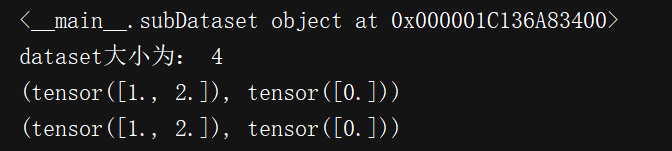 <__main__.subDataset object at 0x000001C136A83400>
dataset大小为： 4
(tensor([1., 2.]), tensor([0.]))
(tensor([1., 2.]), tensor([0.]))